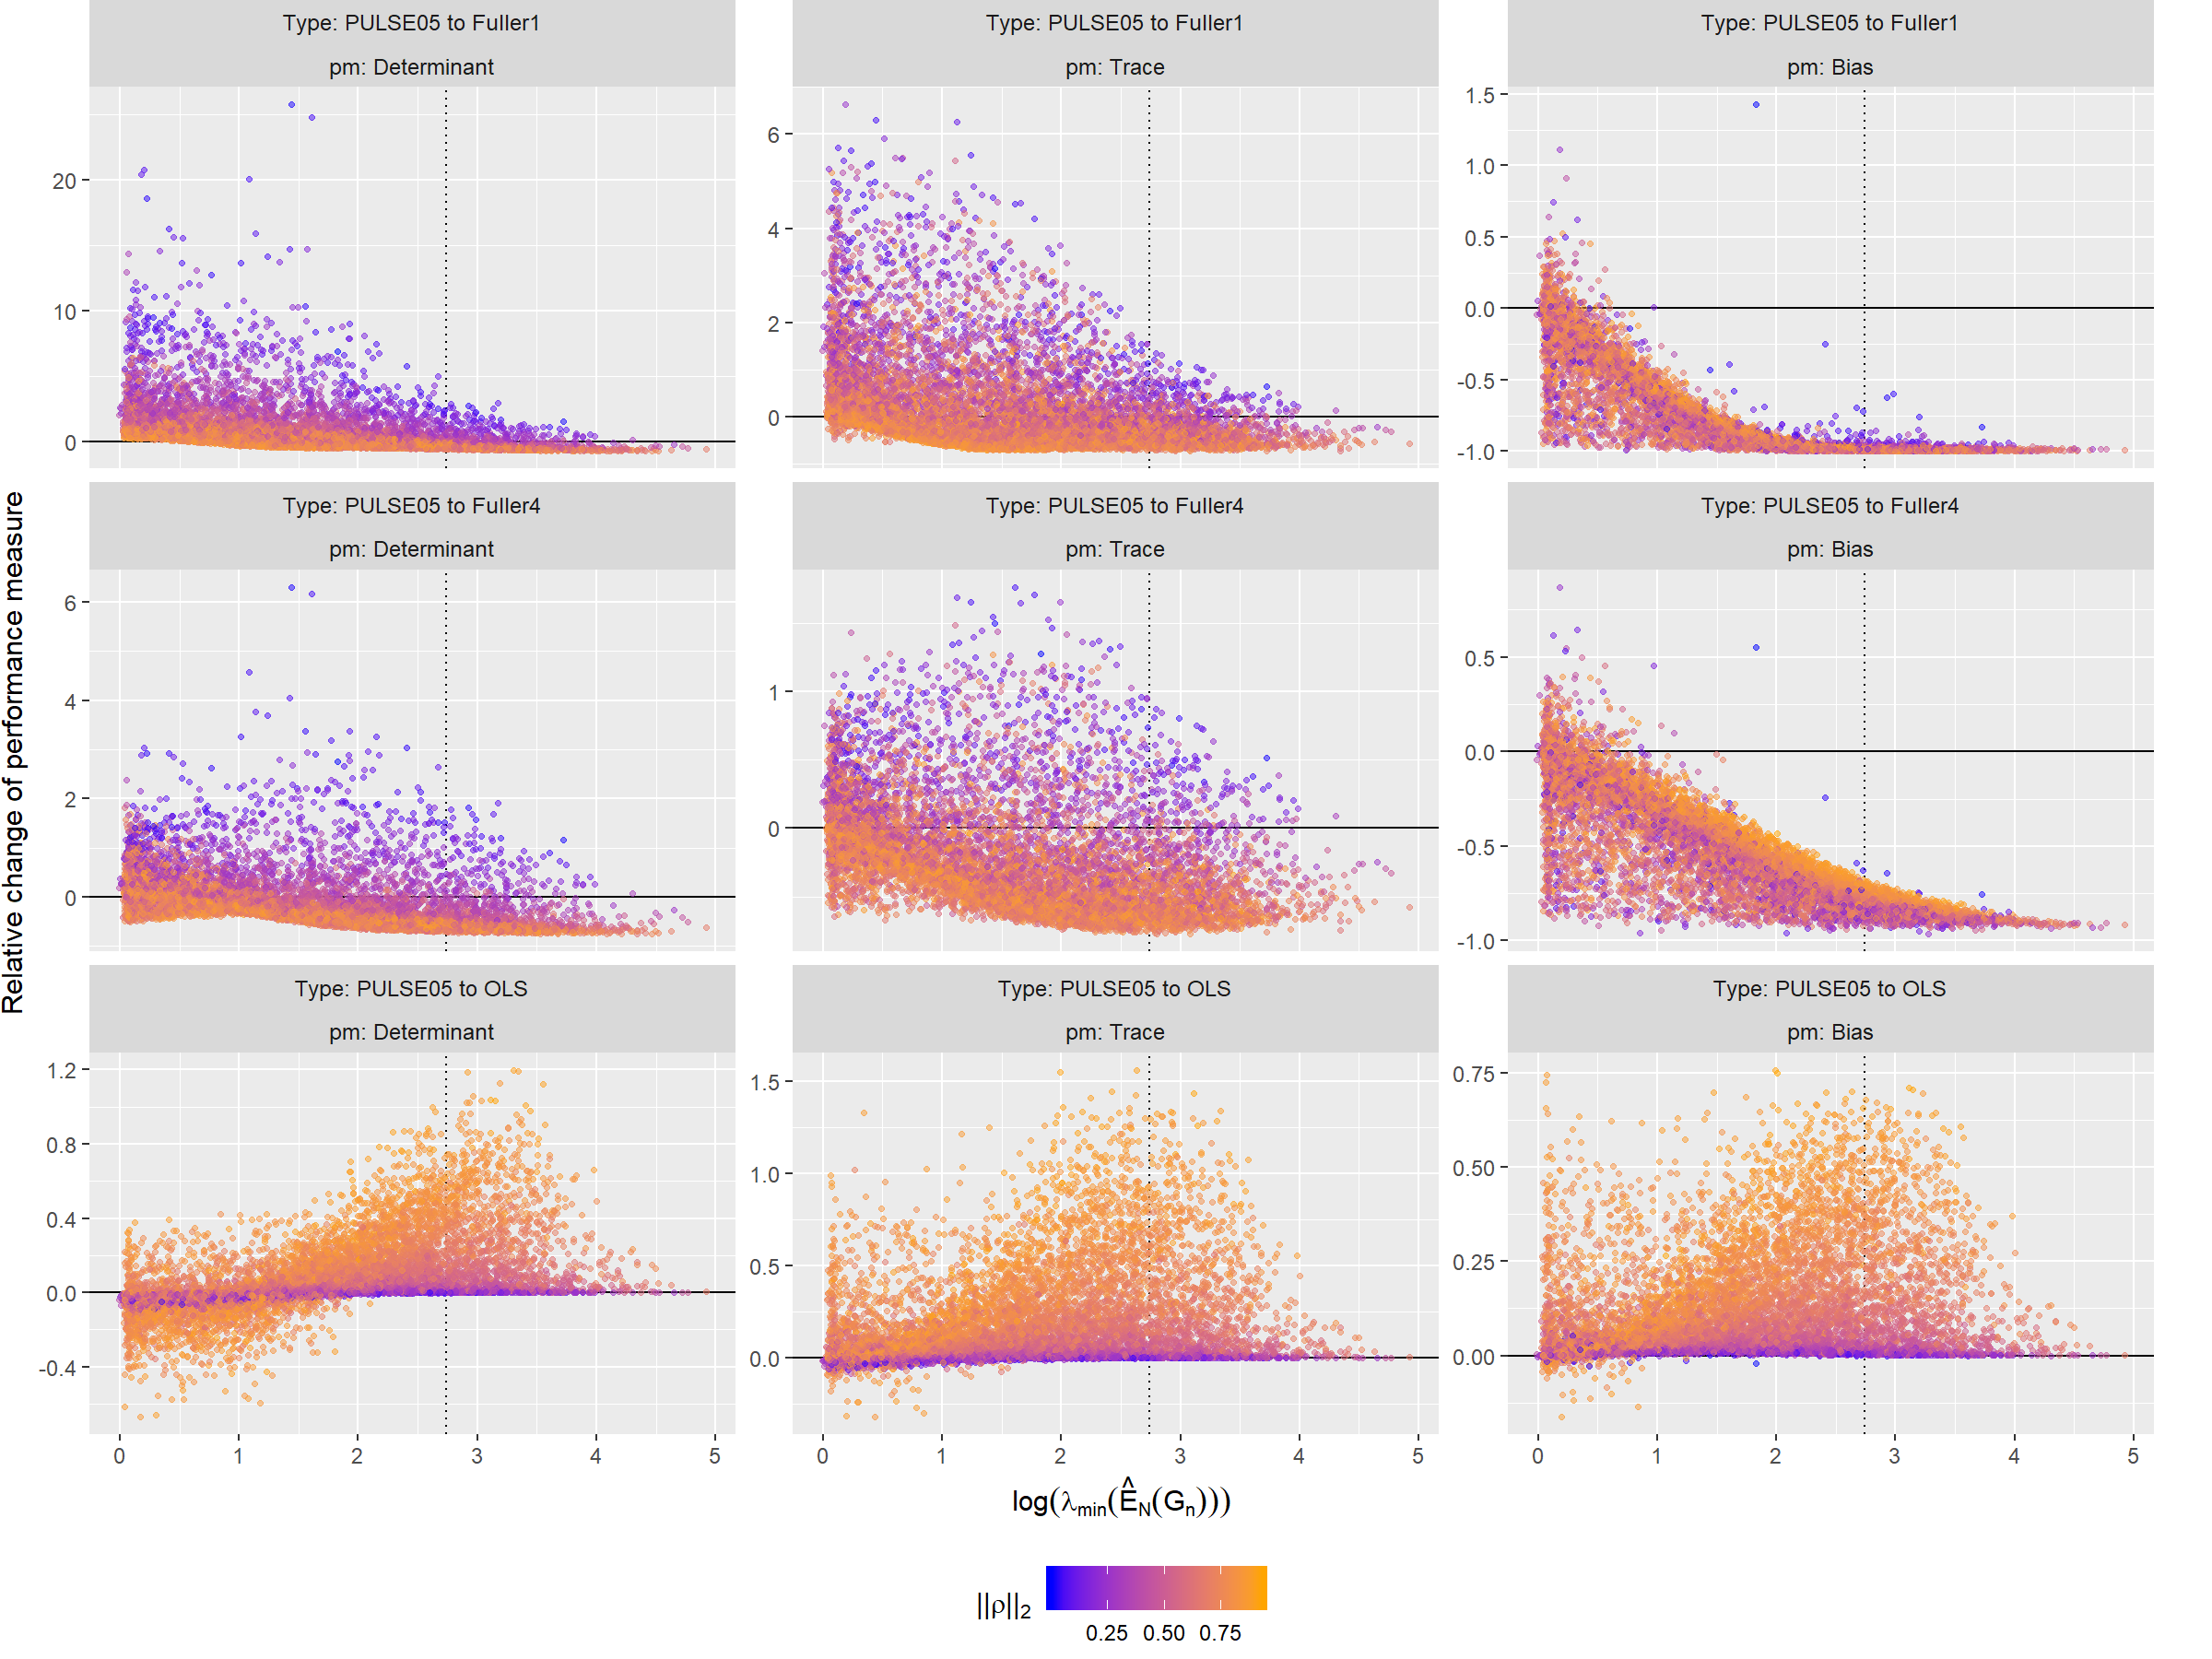 Type: PULSE05 to Fuller1
pm: Determinant
Type: PULSE05 to Fuller1
pm: Trace
Type: PULSE05 to Fuller1
pm: Bias
20
10
0
6
4
2
0
1.5
1.0
0.5
0.0
-0.5
-1.0
Type: PULSE05 to Fuller4
pm: Determinant
Type: PULSE05 to Fuller4
pm: Trace
Type: PULSE05 to Fuller4
pm: Bias
6
4
2
0
1
0
0.5
0.0
-0.5
-1.0
Relative change of performance measure
Type: PULSE05 to OLS
pm: Determinant
Type: PULSE05 to OLS
pm: Trace
Type: PULSE05 to OLS
pm: Bias
1.2
0.8
0.4
0.0
-0.4
1.5
1.0
0.5
0.0
0.75
0.50
0.25
0.00
0 1 2 3 4 5
0 1 2 3 4 5
0 1 2 3 4 5
log(λmin(ÊN(Gn)))
||ρ||2
0.25 0.50 0.75